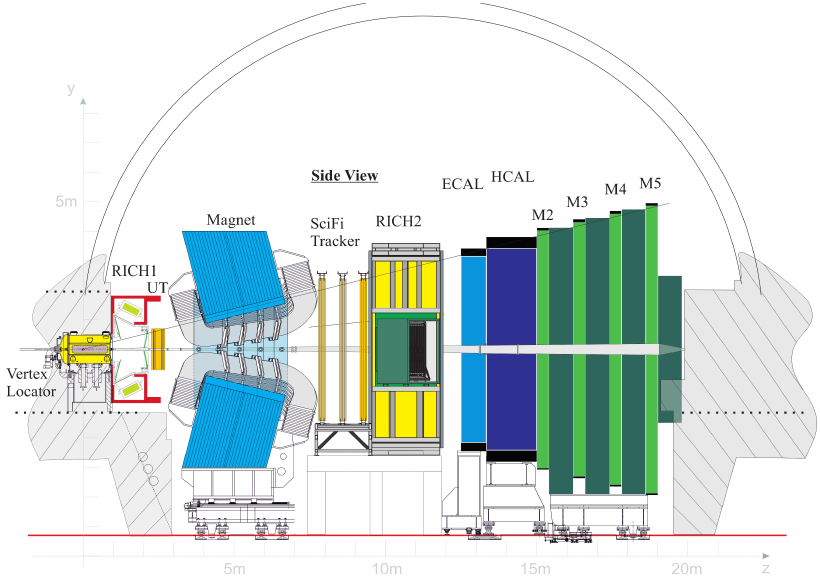 y
Side View
5m
ECAL
HCAL
M2
M3
M4
M5
Magnet
SciFi
Tracker
RICH2
RICH1
UT
Vertex
Locator
5m
10m
15m
20m
z